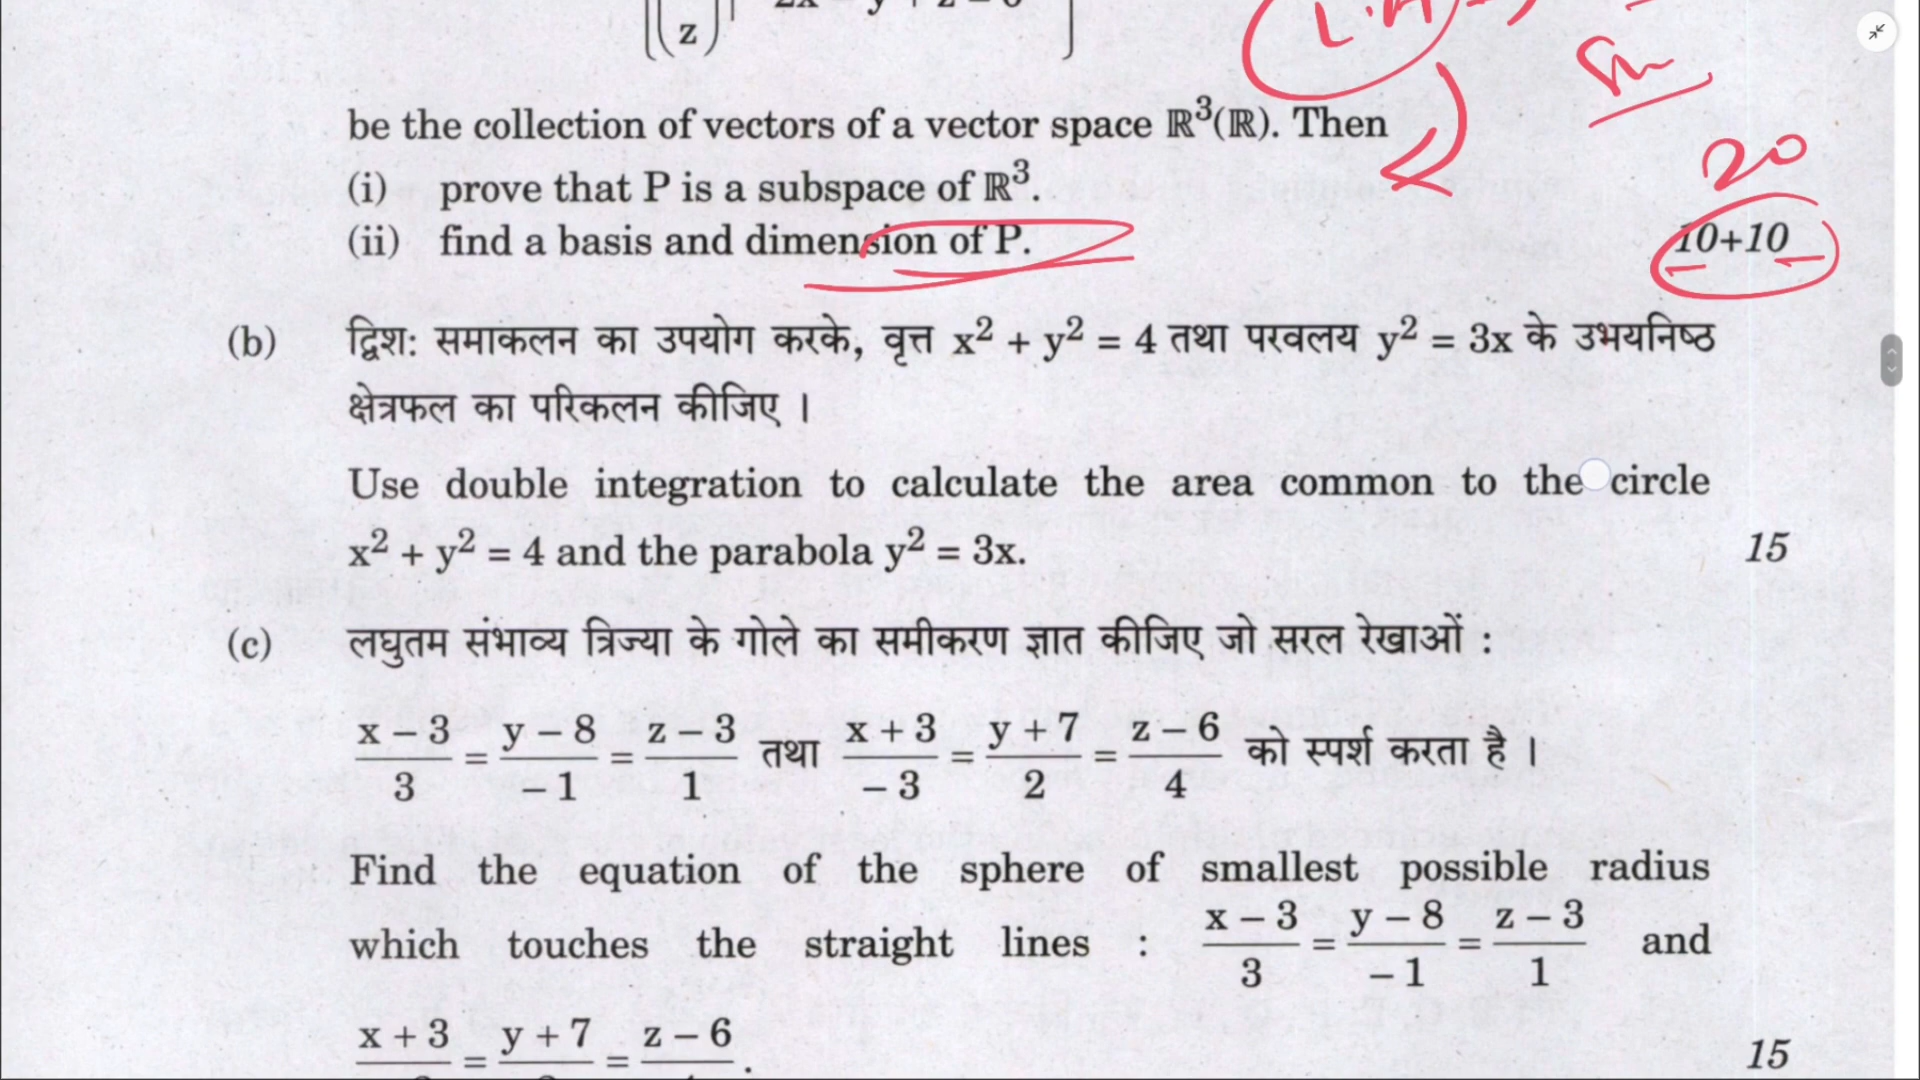 z
be the collection of vectors of a vector space ℝ³(ℝ). Then
(i) prove that P is a subspace of ℝ³.
20
(ii) find a basis and dimension of P. 10+10
(b) द्विश: समाकलन का उपयोग करके, वृत्त x² + y² = 4 तथा परवलय y² = 3x के उभयनिष्ठ
क्षेत्रफल का परिकलन कीजिए ।
Use double integration to calculate the area common to the circle
x² + y² = 4 and the parabola y² = 3x. 15
(c) लघुतम संभाव्य त्रिज्या के गोले का समीकरण ज्ञात कीजिए जो सरल रेखाओं :
x – 3 / 3 = y – 8 / – 1 = z – 3 / 1 तथा x + 3 / – 3 = y + 7 / 2 = z – 6 / 4 को स्पर्श करता है ।
Find the equation of the sphere of smallest possible radius
which touches the straight lines : x – 3 / 3 = y – 8 / – 1 = z – 3 / 1 and
x + 3 = y + 7 = z – 6 . 15